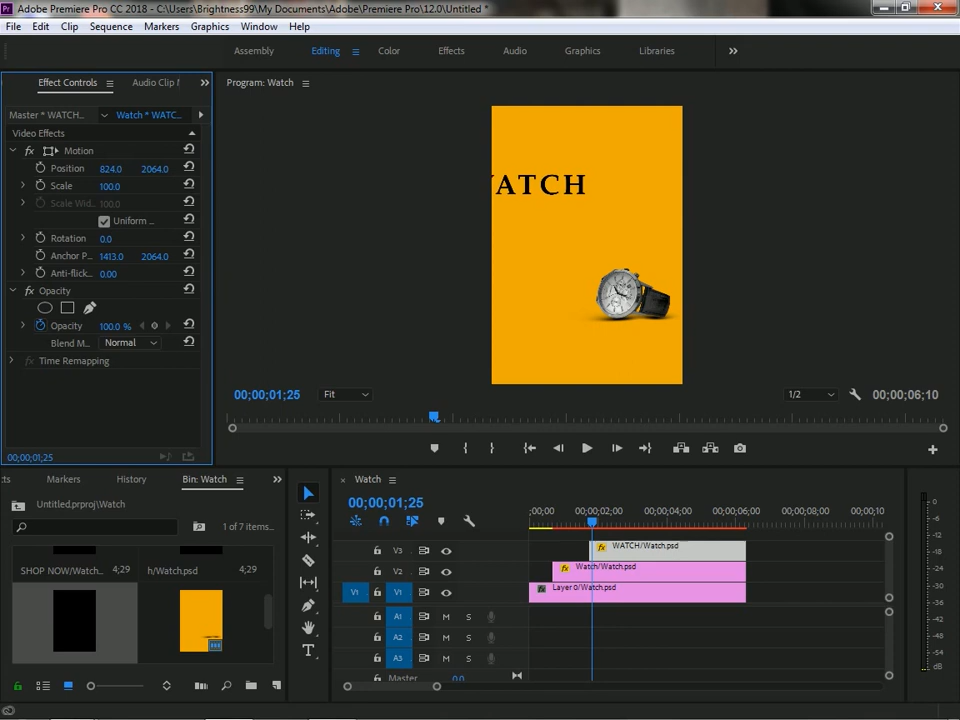 Adobe Premiere Pro CC 2018 - C:\Users\Brightness99\My Documents\Adobe\Premiere Pro\12.0\Untitled *
File Edit Clip Sequence Markers Graphics Window Help
Assembly Editing Color Effects Audio Graphics Libraries
Effect Controls Audio Clip
Program: Watch
Master * WATCH... Watch * WATC...
Video Effects
fx Motion
Position 824.0 2064.0
Scale 100.0
Scale Wid... 100.0
Uniform ...
Rotation 0.0
Anchor P... 1413.0 2064.0
Anti-flick... 0.00
fx Opacity
Opacity 100.0 %
Blend M... Normal
fx Time Remapping
00;00;01;25
WATCH
00;00;01;25 Fit 1/2 00;00;06;10
ts Markers History Bin: Watch
Untitled.prproj\Watch
1 of 7 items...
SHOP NOW/Watch... 4;29 h/Watch.psd 4;29
Watch
00;00;01;25
;00;00 00;00;02;00 00;00;04;00 00;00;06;00 00;00;08;00 00;00;10
V3 fx WATCH/Watch.psd
V2 fx Watch/Watch.psd
V1 V1 fx Layer 0/Watch.psd
A1 M S
A2 M S
A3 M S
Master 0.0
0
-6
-12
-18
-24
-30
-36
-42
-48
-54
dB